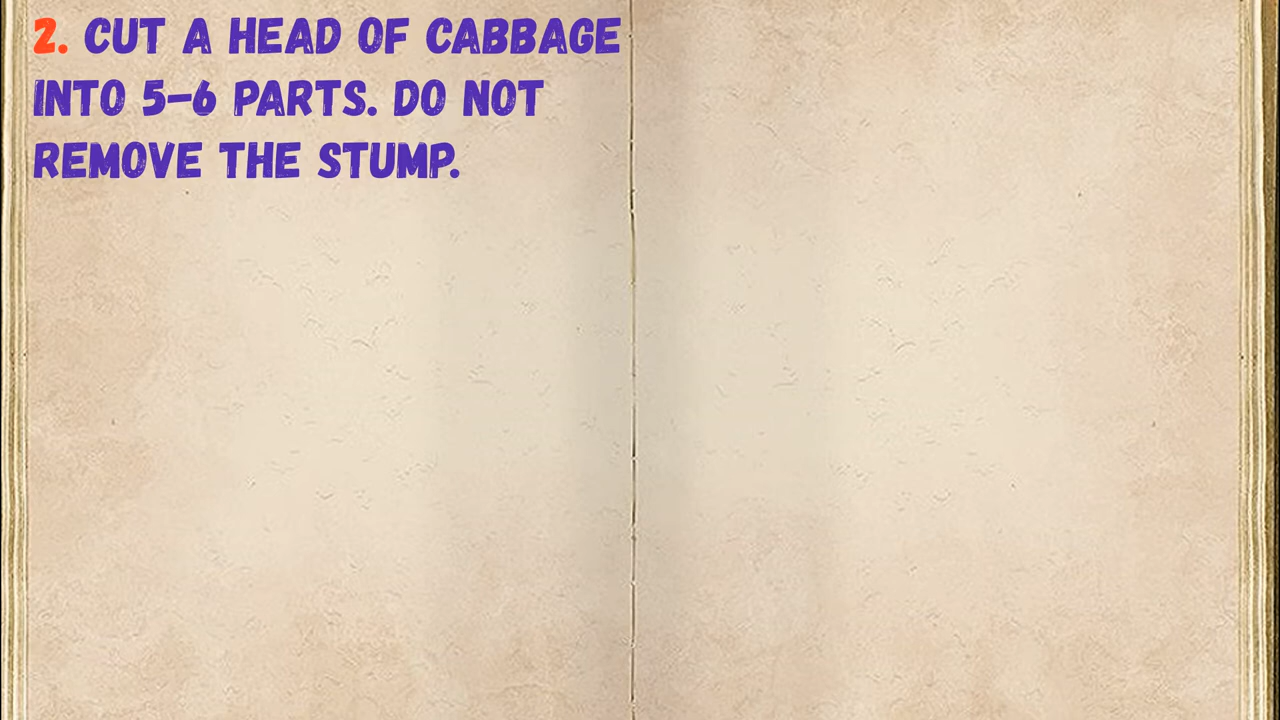 2. CUT A HEAD OF CABBAGE
INTO 5-6 PARTS. DO NOT
REMOVE THE STUMP.